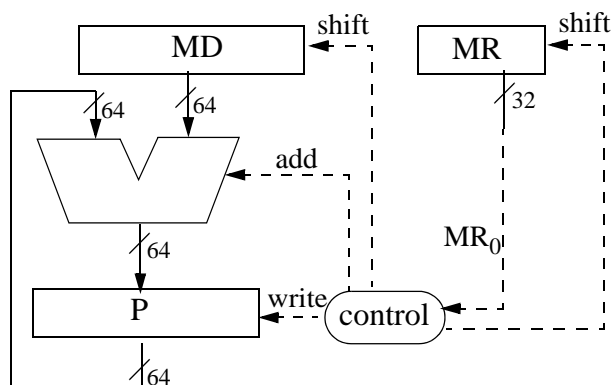 MD
shift
MR
shift
64
64
32
add
64
MR₀
P
write
control
64